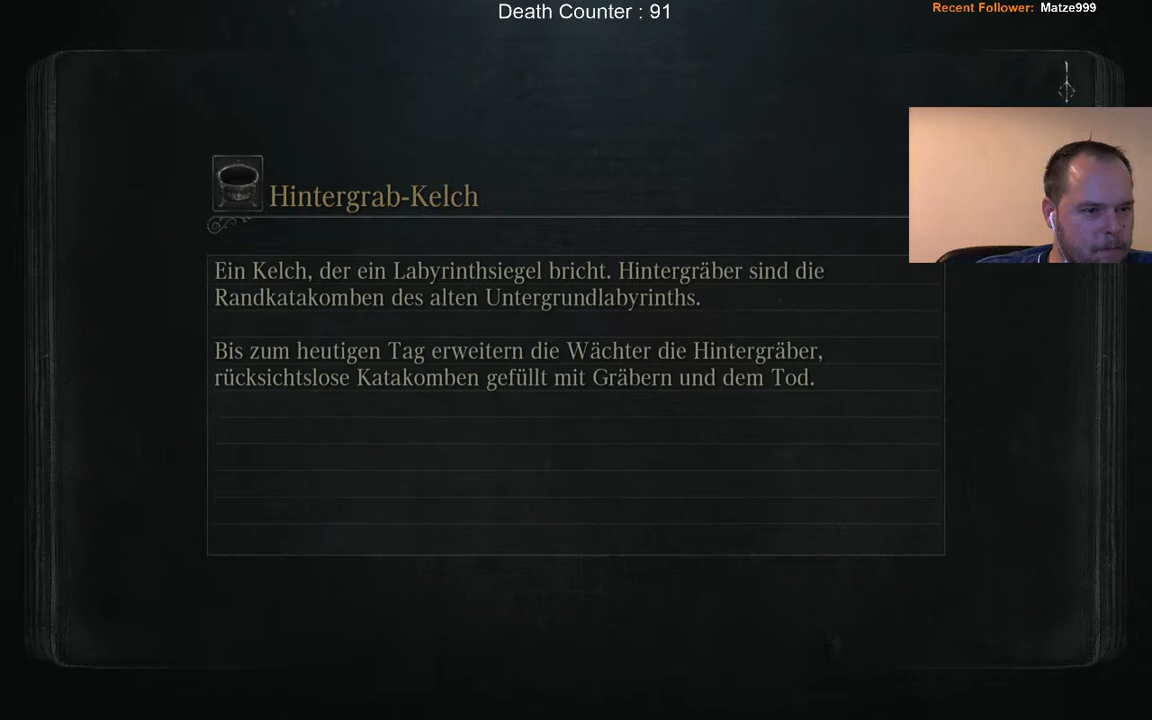 Death Counter : 91
Recent Follower: Matze999
Hintergrab-Kelch
Ein Kelch, der ein Labyrinthsiegel bricht. Hintergräber sind die
Randkatakomben des alten Untergrundlabyrinths.
Bis zum heutigen Tag erweitern die Wächter die Hintergräber,
rücksichtslose Katakomben gefüllt mit Gräbern und dem Tod.